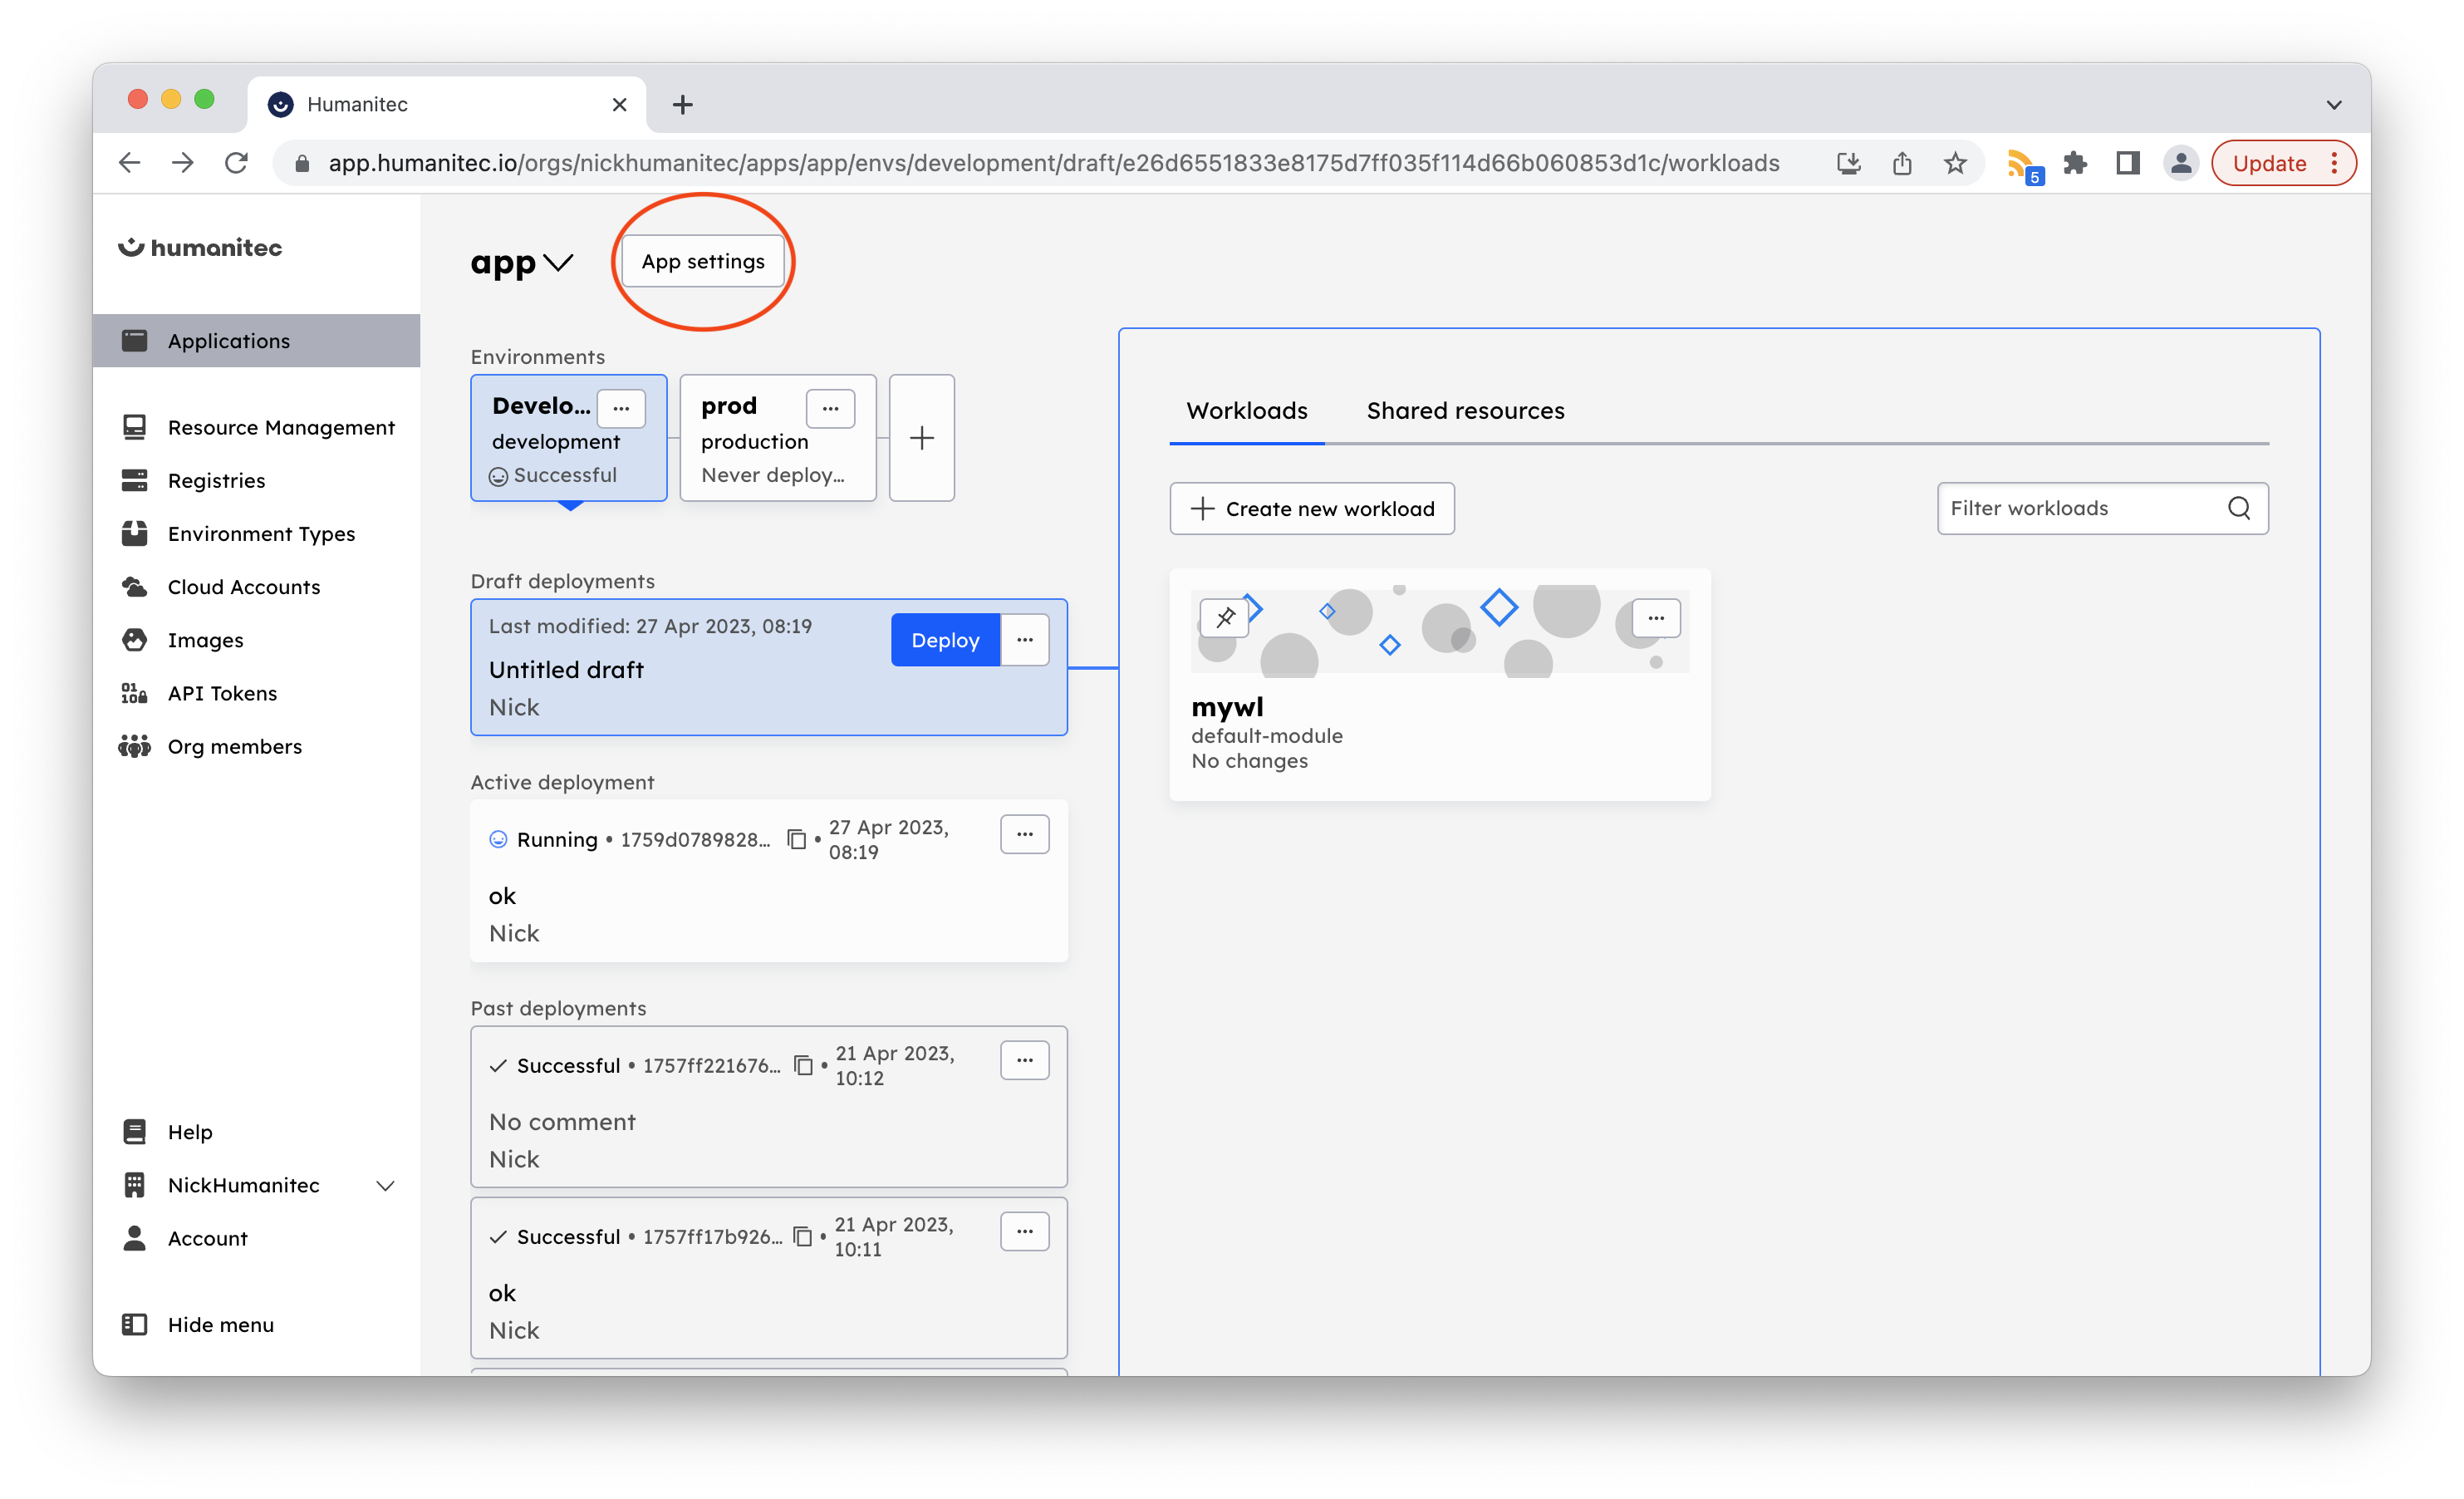 Humanitec
app.humanitec.io/orgs/nickhumanitec/apps/app/envs/development/draft/e26d6551833e8175d7ff035f114d66b060853d1c/workloads
5
Update
humanitec
Applications
Resource Management
Registries
Environment Types
Cloud Accounts
Images
API Tokens
Org members
Help
NickHumanitec
Account
Hide menu
app
App settings
Environments
Develo...
development
Successful
prod
production
Never deploy...
Draft deployments
Last modified: 27 Apr 2023, 08:19
Deploy
Untitled draft
Nick
Active deployment
Running • 1759d0789828... • 27 Apr 2023,
08:19
ok
Nick
Past deployments
Successful • 1757ff221676... • 21 Apr 2023,
10:12
No comment
Nick
Successful • 1757ff17b926... • 21 Apr 2023,
10:11
ok
Nick
Workloads
Shared resources
Create new workload
Filter workloads
mywl
default-module
No changes